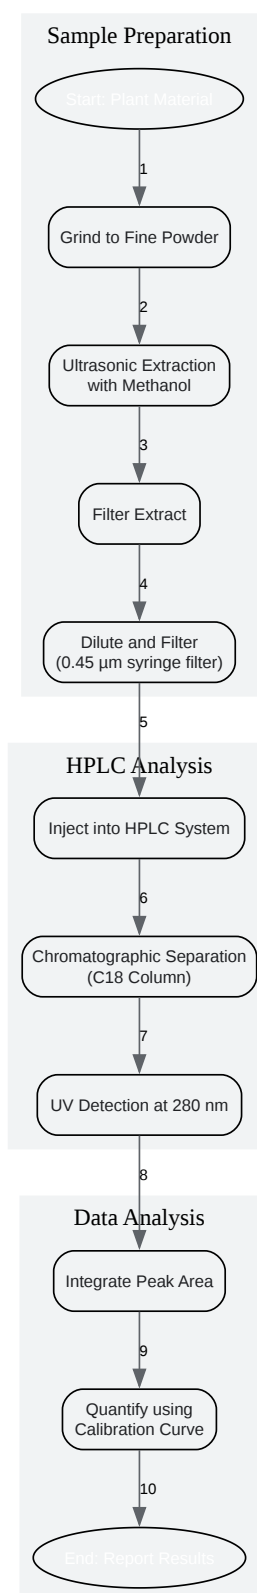 Sample Preparation
Start: Plant Material
1
Grind to Fine Powder
2
Ultrasonic Extraction
with Methanol
3
Filter Extract
4
Dilute and Filter
(0.45 µm syringe filter)
5
HPLC Analysis
Inject into HPLC System
6
Chromatographic Separation
(C18 Column)
7
UV Detection at 280 nm
8
Data Analysis
Integrate Peak Area
9
Quantify using
Calibration Curve
10
End: Report Results